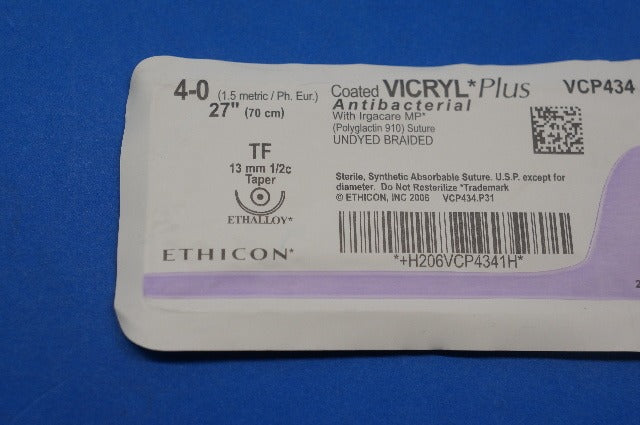 4-0 (1.5 metric / Ph. Eur.)
27" (70 cm)
TF
13 mm 1/2c
Taper
ETHALLOY*
ETHICON*
Coated VICRYL* Plus
Antibacterial
With Irgacare MP*
(Polyglactin 910) Suture
UNDYED BRAIDED
VCP434
Sterile, Synthetic Absorbable Suture. U.S.P. except for
diameter. Do Not Resterilize *Trademark
© ETHICON, INC 2006 VCP434.P31
*+H206VCP4341H*
2